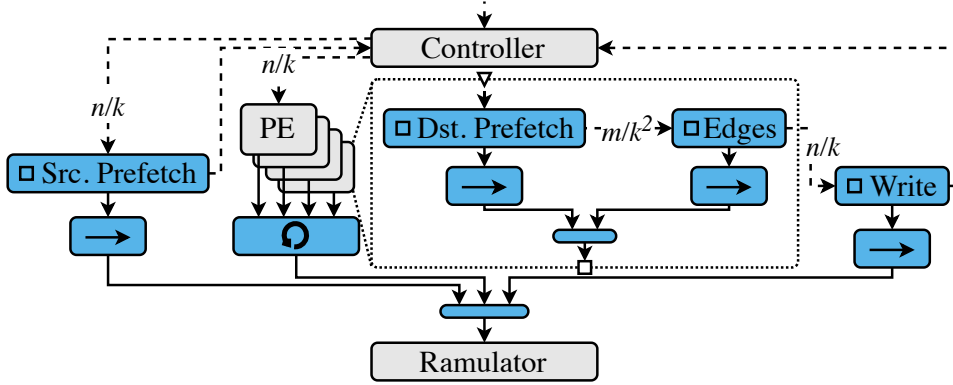 Controller
n/k
n/k
PE
Dst. Prefetch
m/k²
Edges
n/k
Src. Prefetch
Write
Ramulator